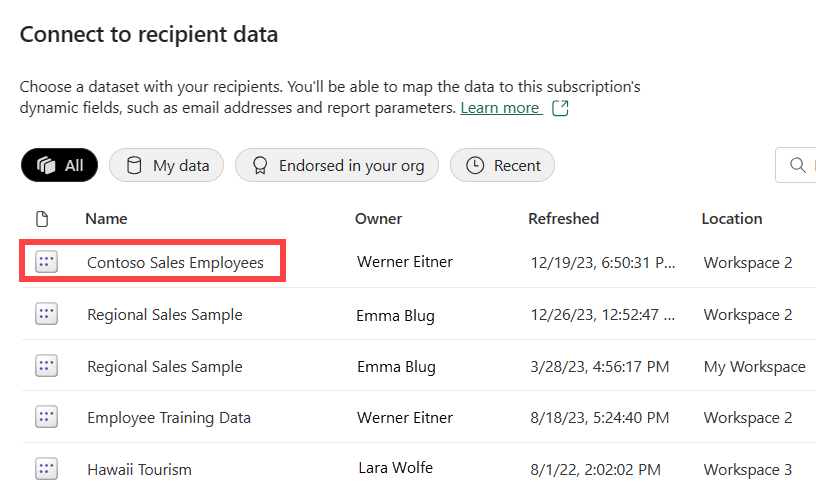 Connect to recipient data
Choose a dataset with your recipients. You'll be able to map the data to this subscription's
dynamic fields, such as email addresses and report parameters. Learn more
All My data Endorsed in your org Recent
Name Owner Refreshed Location
Contoso Sales Employees Werner Eitner 12/19/23, 6:50:31 P... Workspace 2
Regional Sales Sample Emma Blug 12/26/23, 12:52:47 ... Workspace 2
Regional Sales Sample Emma Blug 3/28/23, 4:56:17 PM My Workspace
Employee Training Data Werner Eitner 8/18/23, 5:24:40 PM Workspace 2
Hawaii Tourism Lara Wolfe 8/1/22, 2:02:02 PM Workspace 3